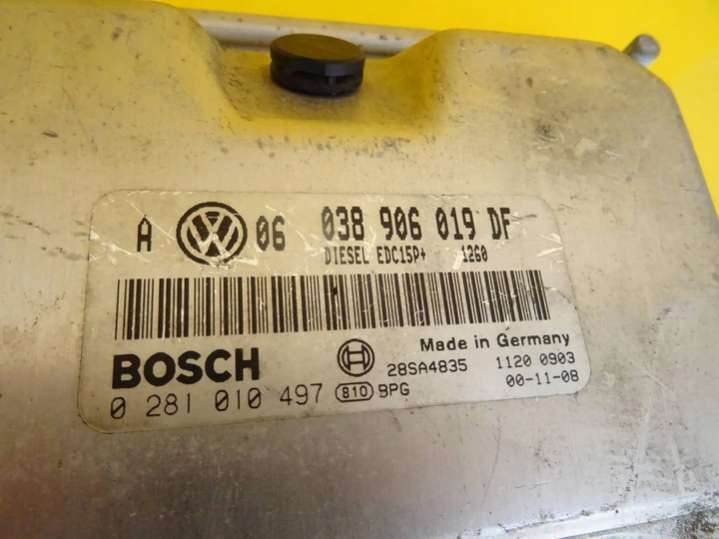 A VW 06 038 906 019 DF
DIESEL EDC15P+ 1260
Made in Germany
BOSCH 28SA4835 1120 0903
0 281 010 497 810 BPG 00-11-08